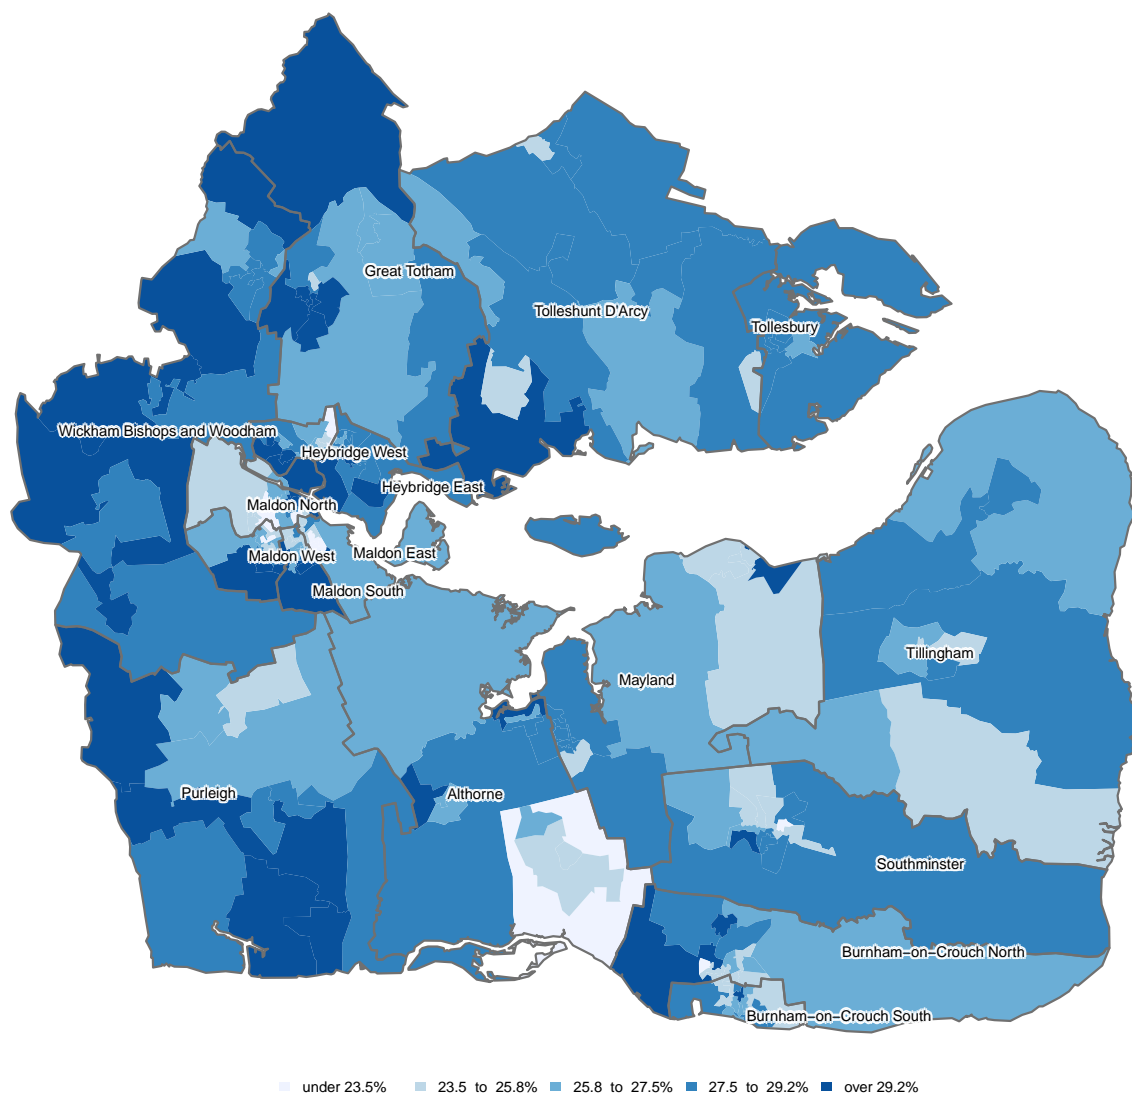 Great Totham
Tolleshunt D'Arcy
Tollesbury
Wickham Bishops and Woodham
Heybridge West
Heybridge East
Maldon North
Maldon West
Maldon East
Maldon South
Tillingham
Mayland
Purleigh
Althorne
Southminster
Burnham−on−Crouch North
Burnham−on−Crouch South
under 23.5%
23.5 to 25.8%
25.8 to 27.5%
27.5 to 29.2%
over 29.2%